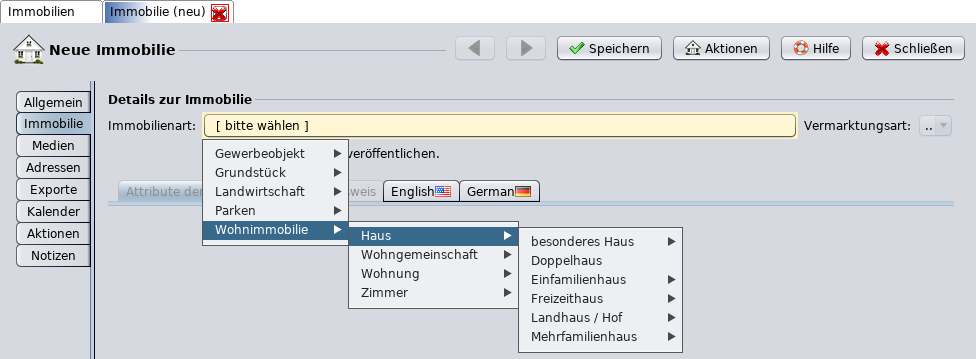 Immobilien
Immobilie (neu)
Neue Immobilie
Speichern
Aktionen
Hilfe
Schließen
Allgemein
Immobilie
Medien
Adressen
Exporte
Kalender
Aktionen
Notizen
Details zur Immobilie
Immobilienart: [ bitte wählen ] Vermarktungsart: ..
veröffentlichen.
Attribute der
weis
English
German
Gewerbeobjekt
Grundstück
Landwirtschaft
Parken
Wohnimmobilie
Haus
Wohngemeinschaft
Wohnung
Zimmer
besonderes Haus
Doppelhaus
Einfamilienhaus
Freizeithaus
Landhaus / Hof
Mehrfamilienhaus